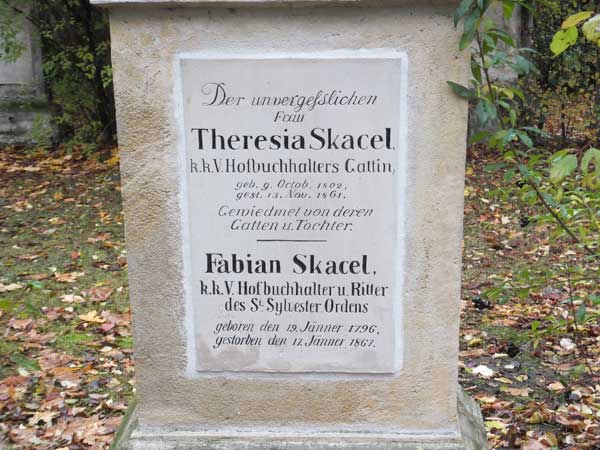 Der unvergeſslichen
Frau
Theresia Skacel,
k.k.V. Hofbuchhalters Gattin,
geb. 9. Octob. 1802,
gest. 13. Nov. 1861.
Gewiedmet von deren
Gatten u. Tochter.
Fabian Skacel,
k.k.V. Hofbuchhalter u. Ritter
des St. Sylvester Ordens
geboren den 19. Jänner 1796,
gestorben den 17. Jänner 1867.